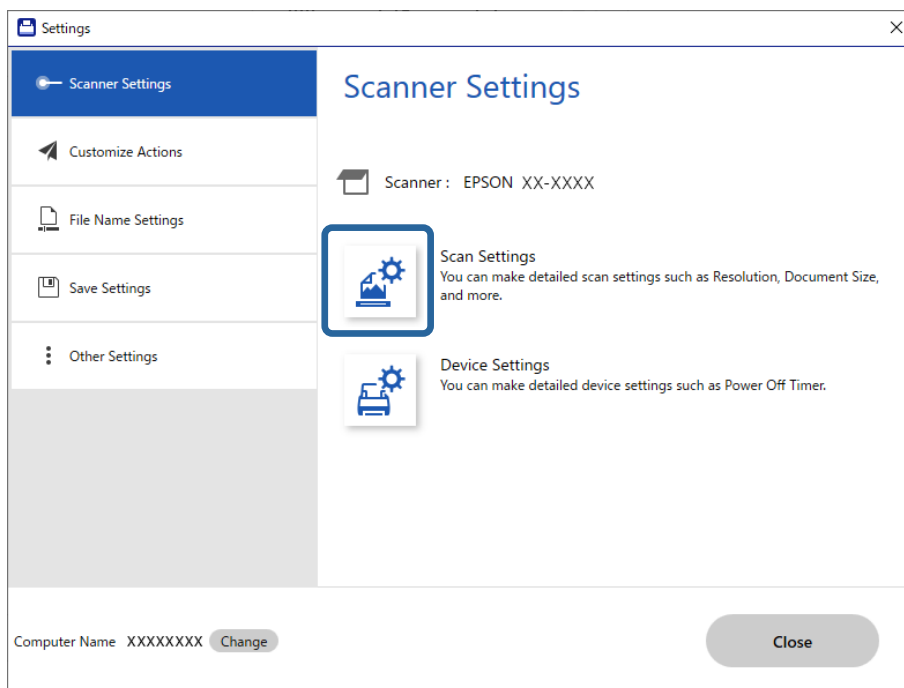 Settings
Scanner Settings
Customize Actions
File Name Settings
Save Settings
Other Settings
Scanner Settings
Scanner : EPSON XX-XXXX
Scan Settings
You can make detailed scan settings such as Resolution, Document Size,
and more.
Device Settings
You can make detailed device settings such as Power Off Timer.
Computer Name XXXXXXXX Change
Close